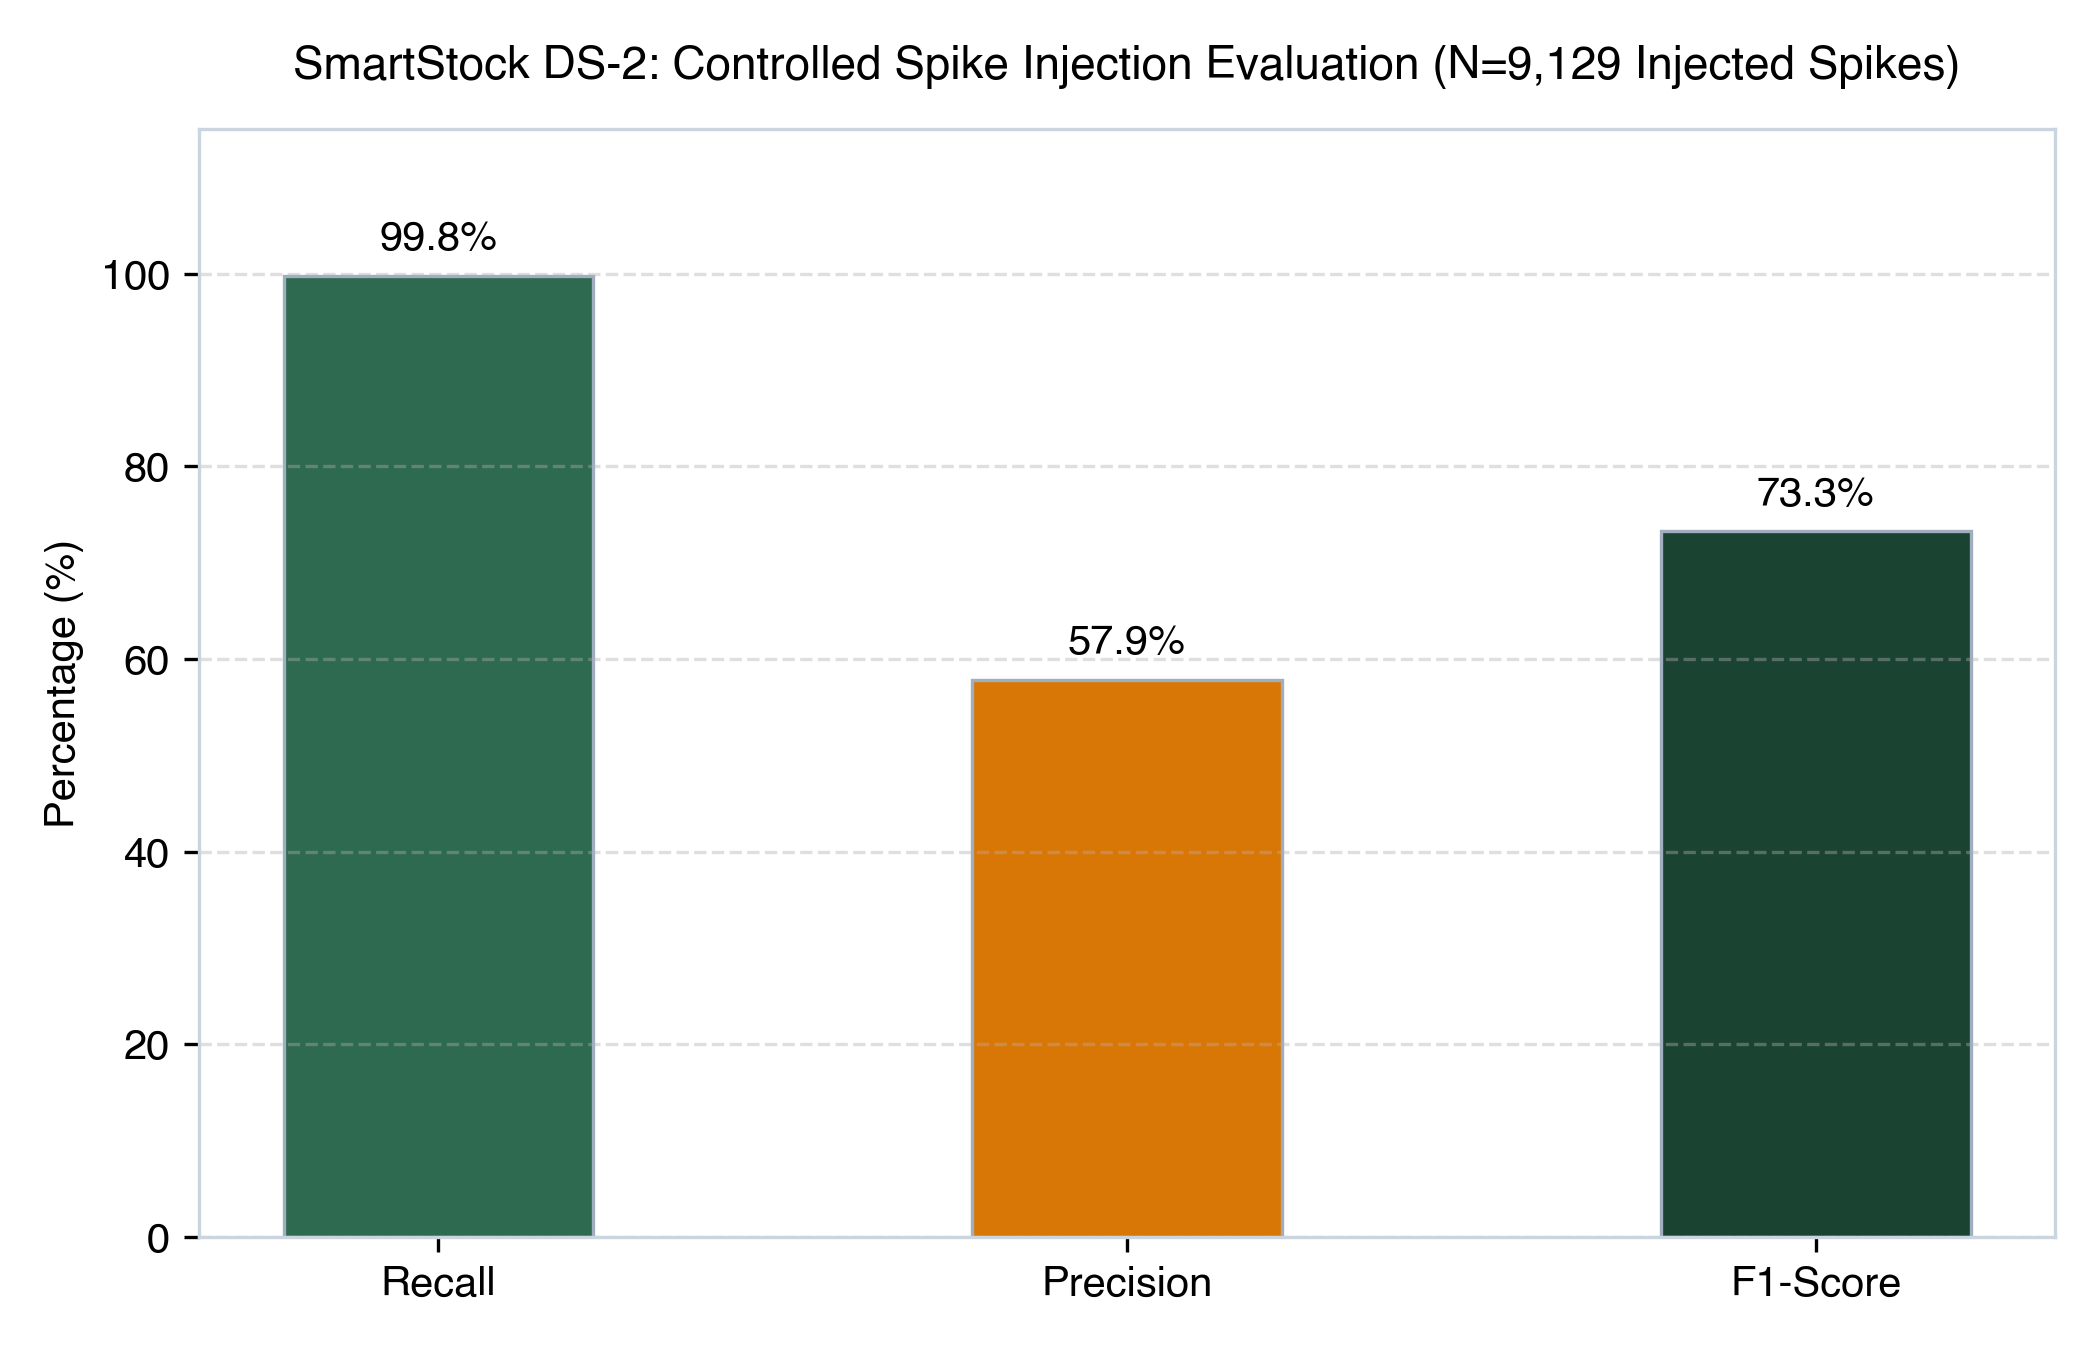 SmartStock DS-2: Controlled Spike Injection Evaluation (N=9,129 Injected Spikes)
Percentage (%)
100
80
60
40
20
0
99.8%
57.9%
73.3%
Recall
Precision
F1-Score